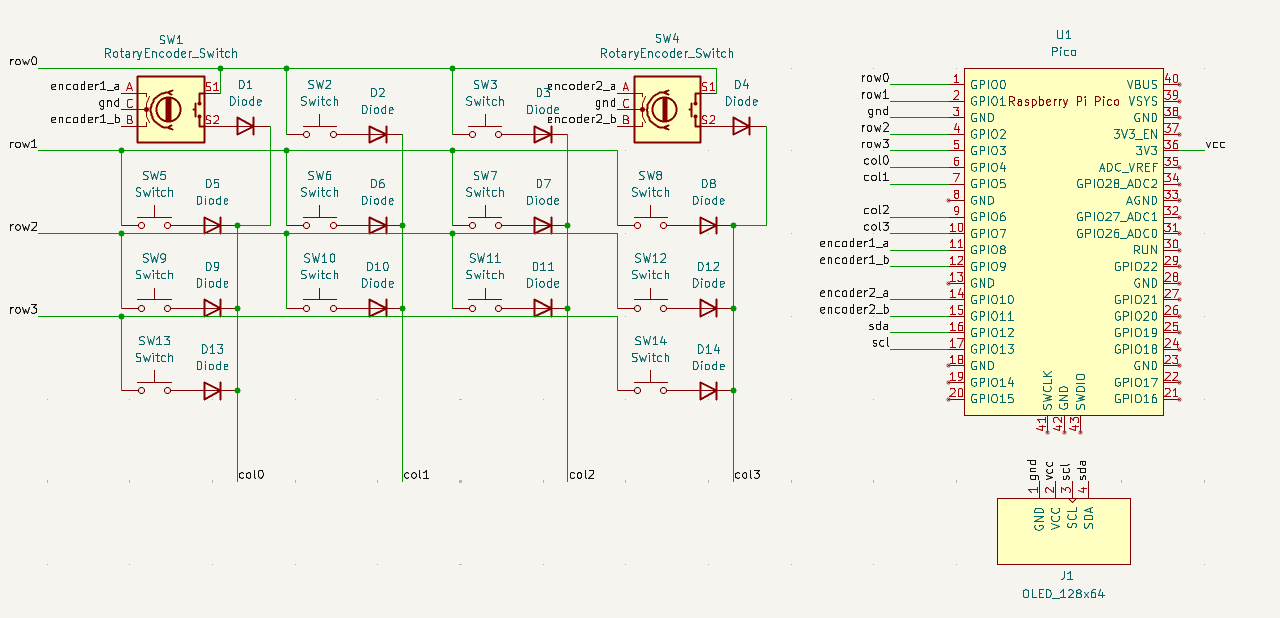 SW1
RotaryEncoder_Switch
SW4
RotaryEncoder_Switch
U1
Pico
row0
encoder1_a
gnd
encoder1_b
A
C
B
S1
S2
D1
Diode
SW2
Switch
D2
Diode
SW3
Switch
D3
Diode
encoder2_a
gnd
encoder2_b
A
C
B
S1
S2
D4
Diode
row1
SW5
Switch
D5
Diode
SW6
Switch
D6
Diode
SW7
Switch
D7
Diode
SW8
Switch
D8
Diode
row2
SW9
Switch
D9
Diode
SW10
Switch
D10
Diode
SW11
Switch
D11
Diode
SW12
Switch
D12
Diode
row3
SW13
Switch
D13
Diode
SW14
Switch
D14
Diode
col0
col1
col2
col3
Raspberry Pi Pico
row0 1 GPIO0
row1 2 GPIO1
gnd 3 GND
row2 4 GPIO2
row3 5 GPIO3
col0 6 GPIO4
col1 7 GPIO5
8 GND
col2 9 GPIO6
col3 10 GPIO7
encoder1_a 11 GPIO8
encoder1_b 12 GPIO9
13 GND
encoder2_a 14 GPIO10
encoder2_b 15 GPIO11
sda 16 GPIO12
scl 17 GPIO13
18 GND
19 GPIO14
20 GPIO15
VBUS 40
VSYS 39
GND 38
3V3_EN 37
3V3 36 vcc
ADC_VREF 35
GPIO28_ADC2 34
AGND 33
GPIO27_ADC1 32
GPIO26_ADC0 31
RUN 30
GPIO22 29
GND 28
GPIO21 27
GPIO20 26
GPIO19 25
GPIO18 24
GND 23
GPIO17 22
GPIO16 21
SWCLK 41
GND 42
SWDIO 43
gnd 1 GND
vcc 2 VCC
scl 3 SCL
sda 4 SDA
J1
OLED_128x64